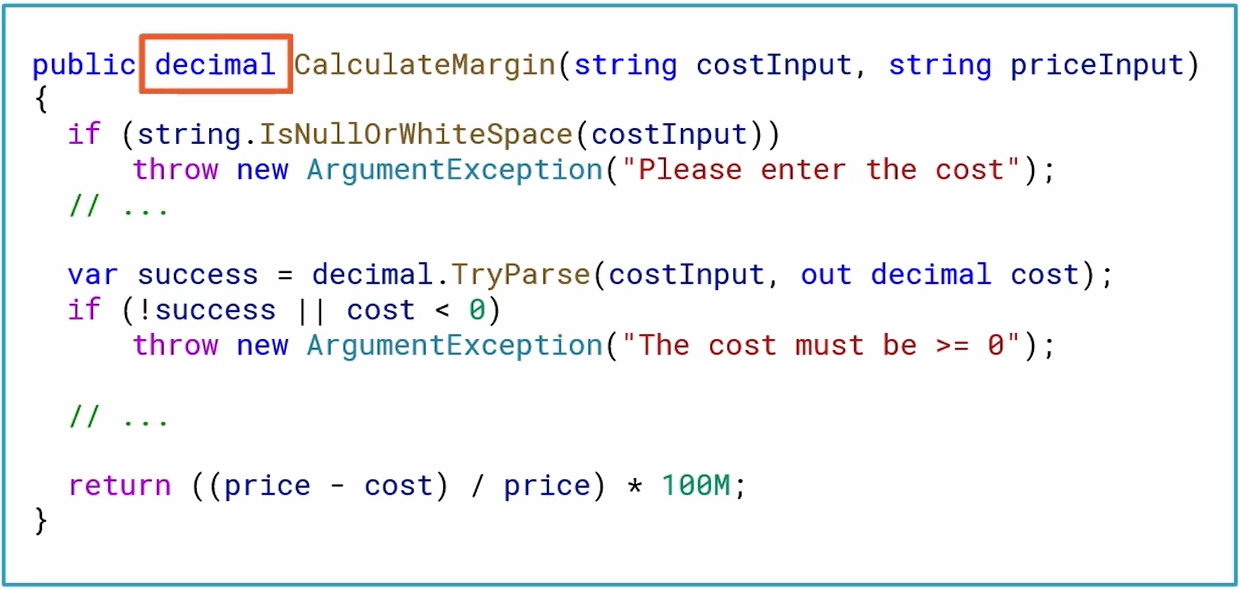 public decimal CalculateMargin(string costInput, string priceInput)
{
if (string.IsNullOrWhiteSpace(costInput))
throw new ArgumentException("Please enter the cost");
// ...
var success = decimal.TryParse(costInput, out decimal cost);
if (!success || cost < 0)
throw new ArgumentException("The cost must be >= 0");
// ...
return ((price - cost) / price) * 100M;
}